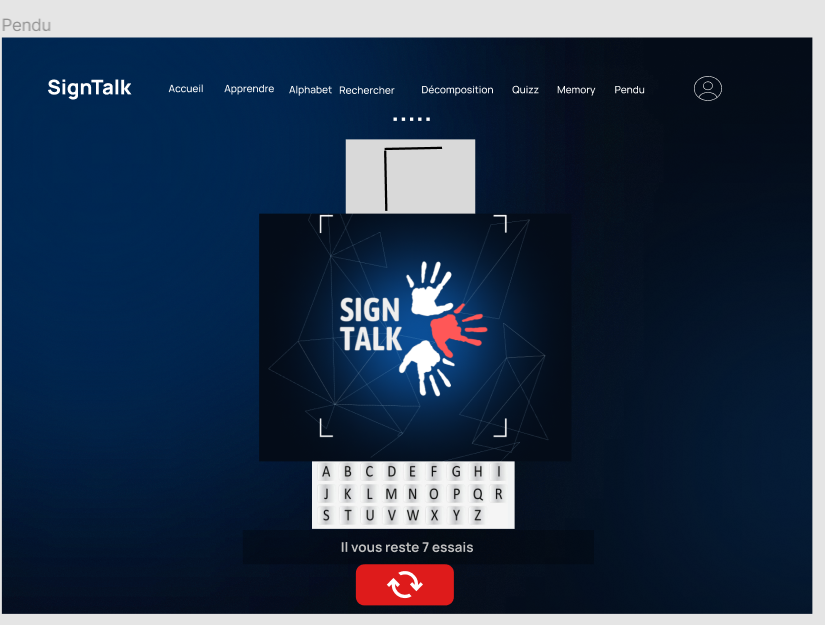 Pendu
SignTalk Accueil Apprendre Alphabet Rechercher Décomposition Quizz Memory Pendu
SIGN
TALK
A B C D E F G H I
J K L M N O P Q R
S T U V W X Y Z
Il vous reste 7 essais